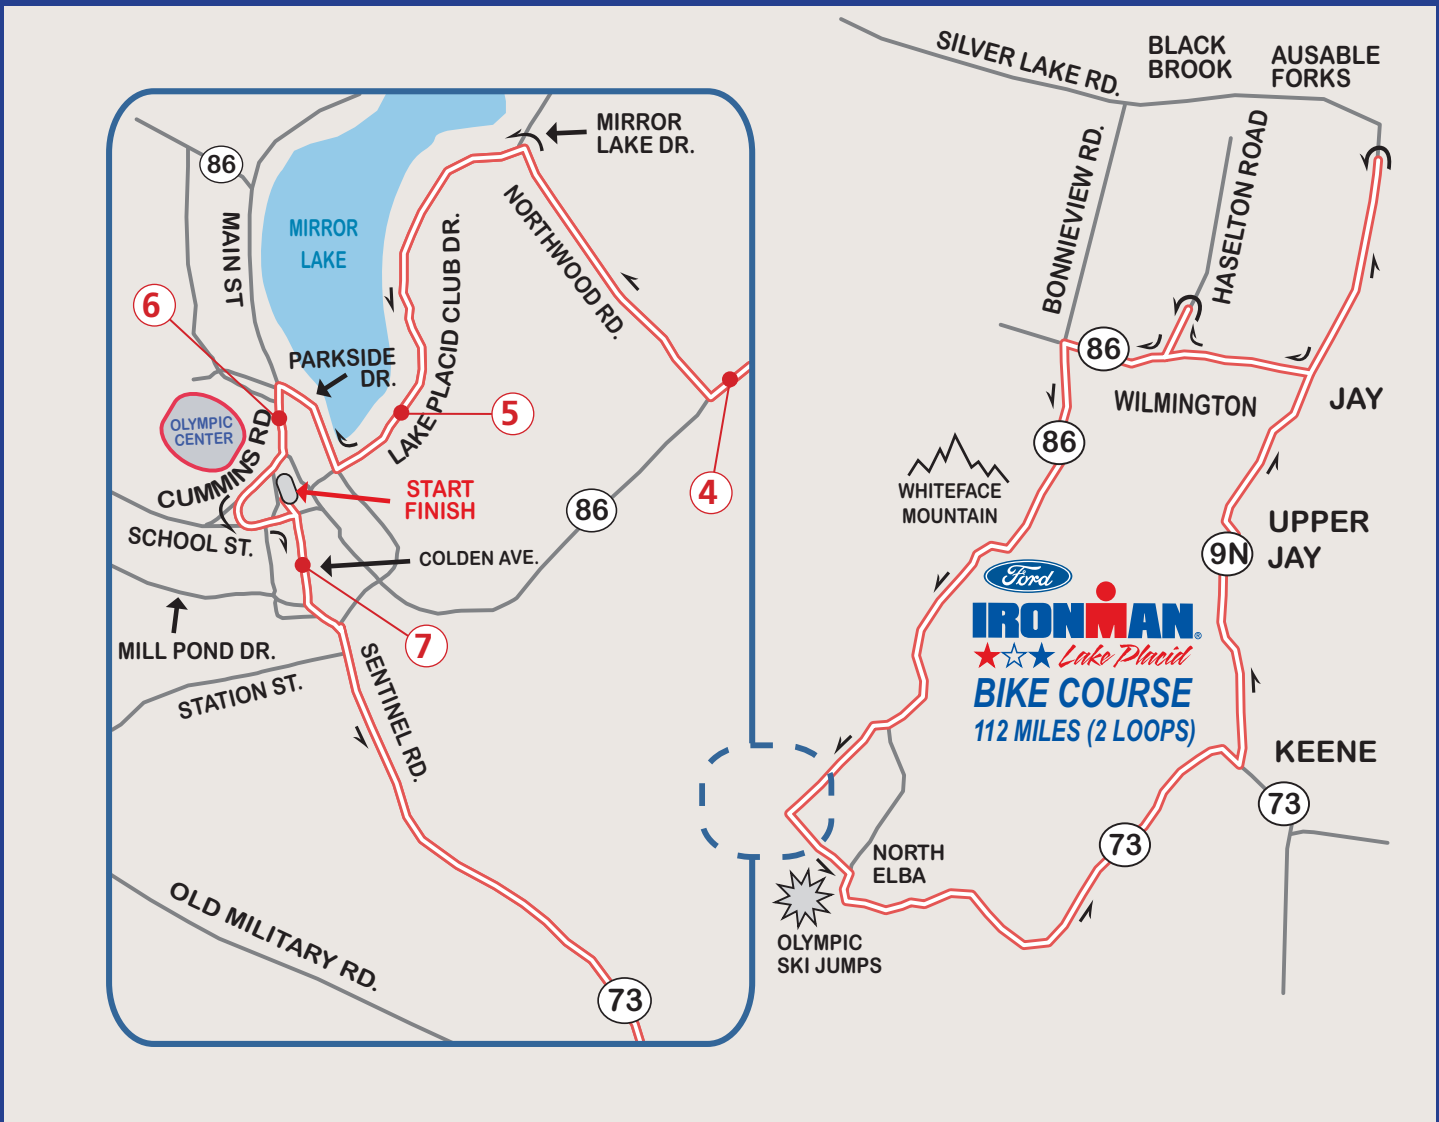 SILVER LAKE RD.
BLACK
BROOK
AUSABLE
FORKS
BONNIEVIEW RD.
HASELTON ROAD
86
WILMINGTON
JAY
86
WHITEFACE
MOUNTAIN
UPPER
JAY
9N
Ford
IRONMAN®
Lake Placid
BIKE COURSE
112 MILES (2 LOOPS)
KEENE
73
73
NORTH
ELBA
OLYMPIC
SKI JUMPS
MIRROR
LAKE DR.
86
MAIN ST
MIRROR
LAKE
NORTHWOOD RD.
LAKE PLACID CLUB DR.
6
PARKSIDE
DR.
OLYMPIC
CENTER
CUMMINS RD
5
4
START
FINISH
86
SCHOOL ST.
COLDEN AVE.
MILL POND DR.
7
STATION ST.
SENTINEL RD.
OLD MILITARY RD.
73